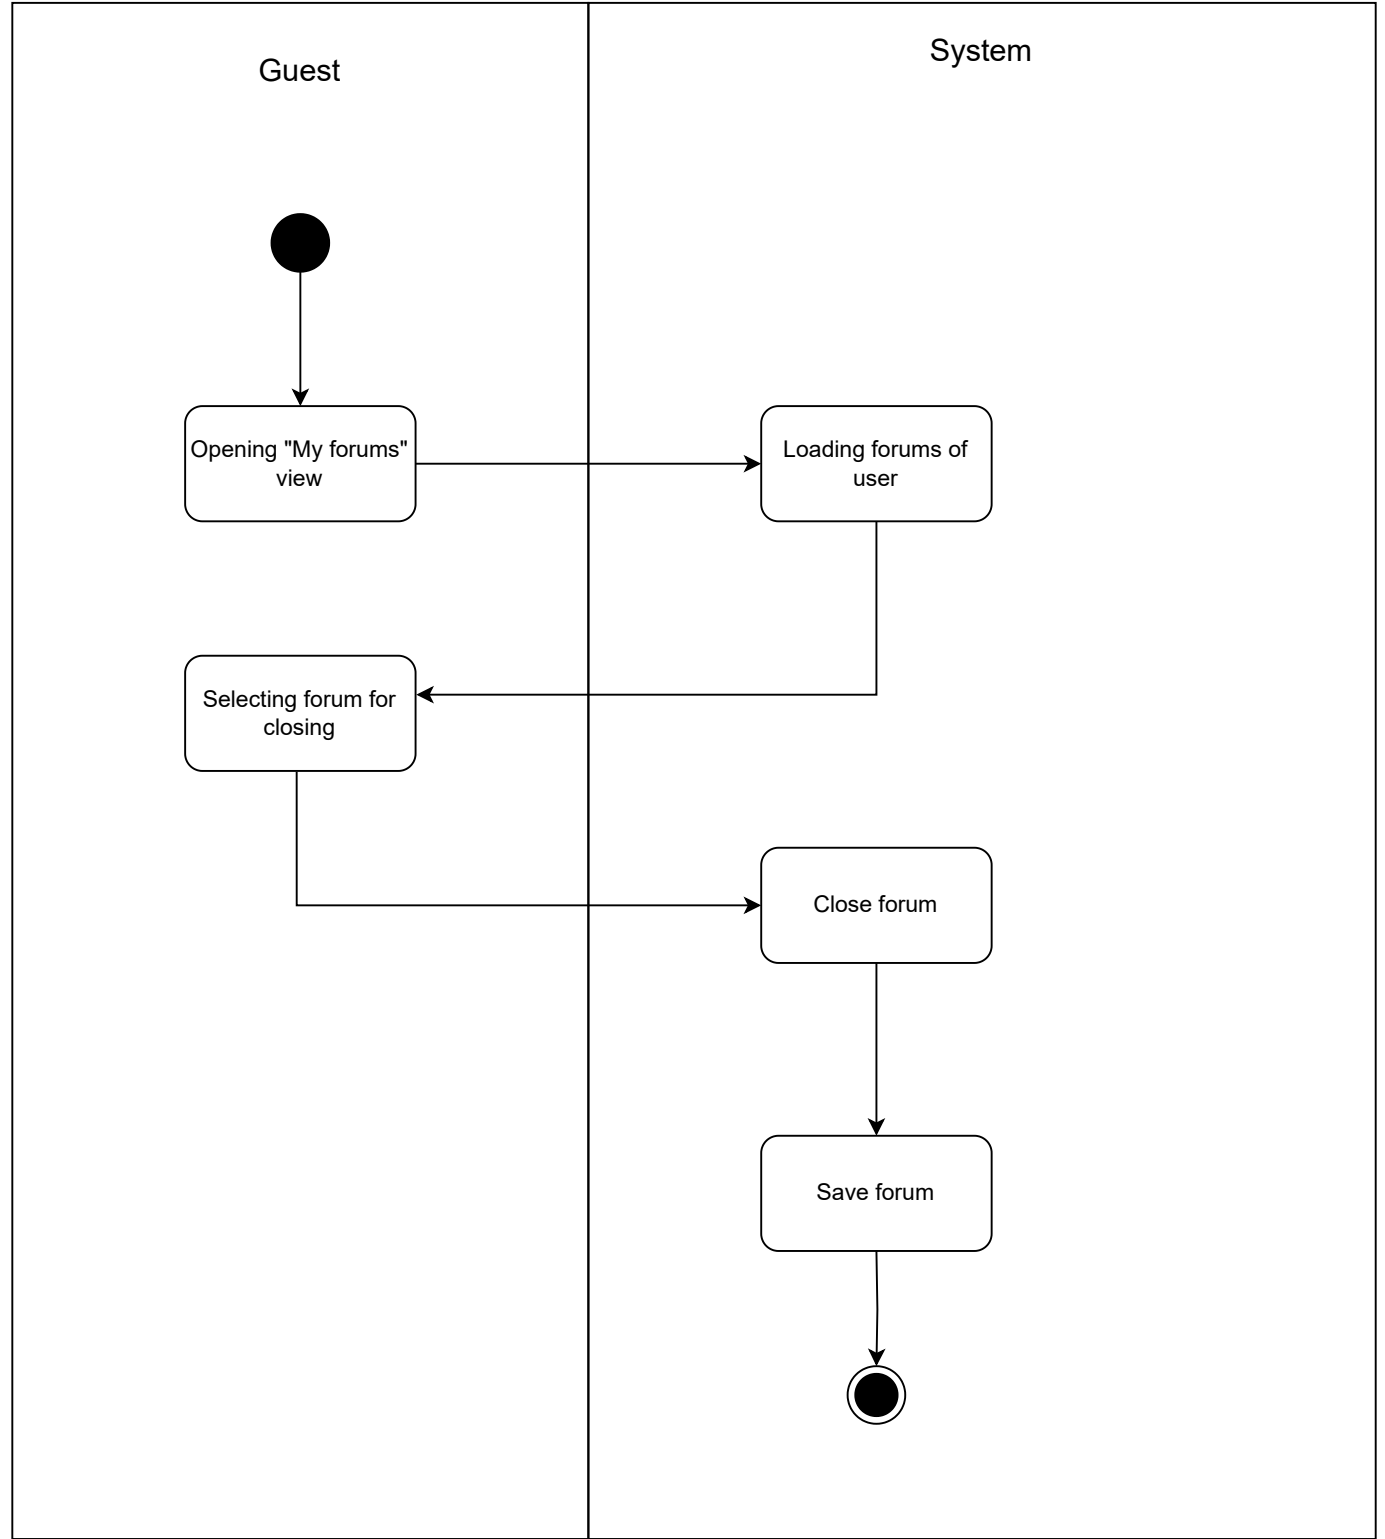 Guest
System
Opening "My forums"
view
Loading forums of
user
Selecting forum for
closing
Close forum
Save forum